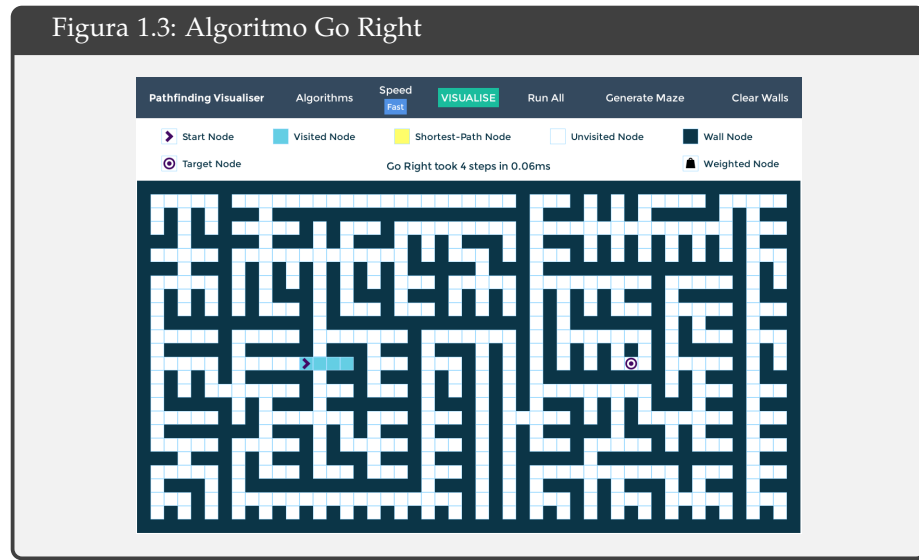 Figura 1.3: Algoritmo Go Right
Pathfinding Visualiser Algorithms Speed Fast VISUALISE Run All Generate Maze Clear Walls
Start Node Visited Node Shortest-Path Node Unvisited Node Wall Node
Target Node Go Right took 4 steps in 0.06ms Weighted Node